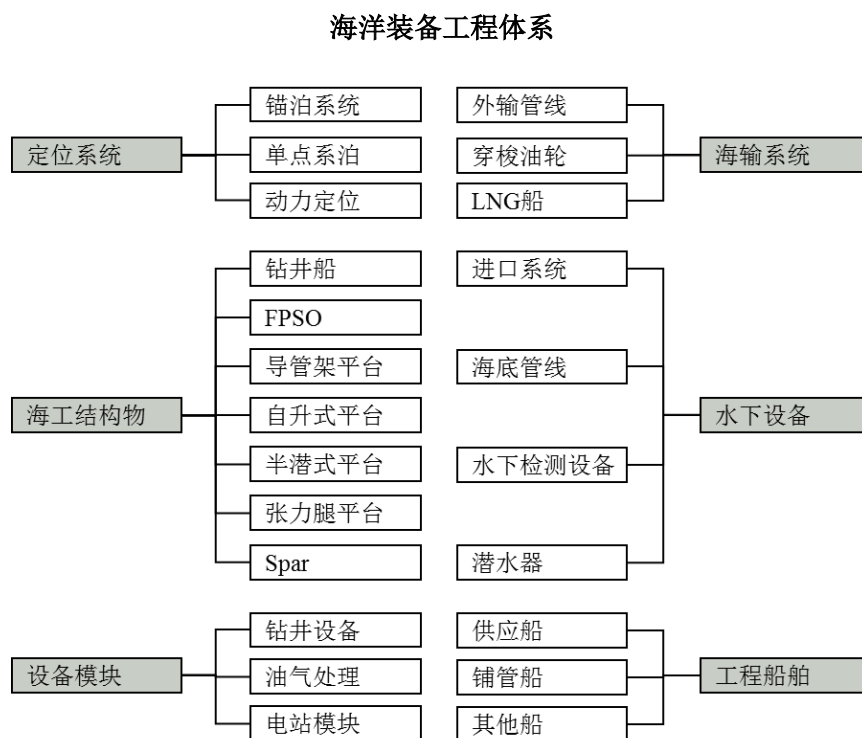 海洋装备工程体系
定位系统
锚泊系统
单点系泊
动力定位
外输管线
穿梭油轮
LNG船
海输系统
海工结构物
钻井船
FPSO
导管架平台
自升式平台
半潜式平台
张力腿平台
Spar
进口系统
海底管线
水下检测设备
潜水器
水下设备
设备模块
钻井设备
油气处理
电站模块
供应船
铺管船
其他船
工程船舶